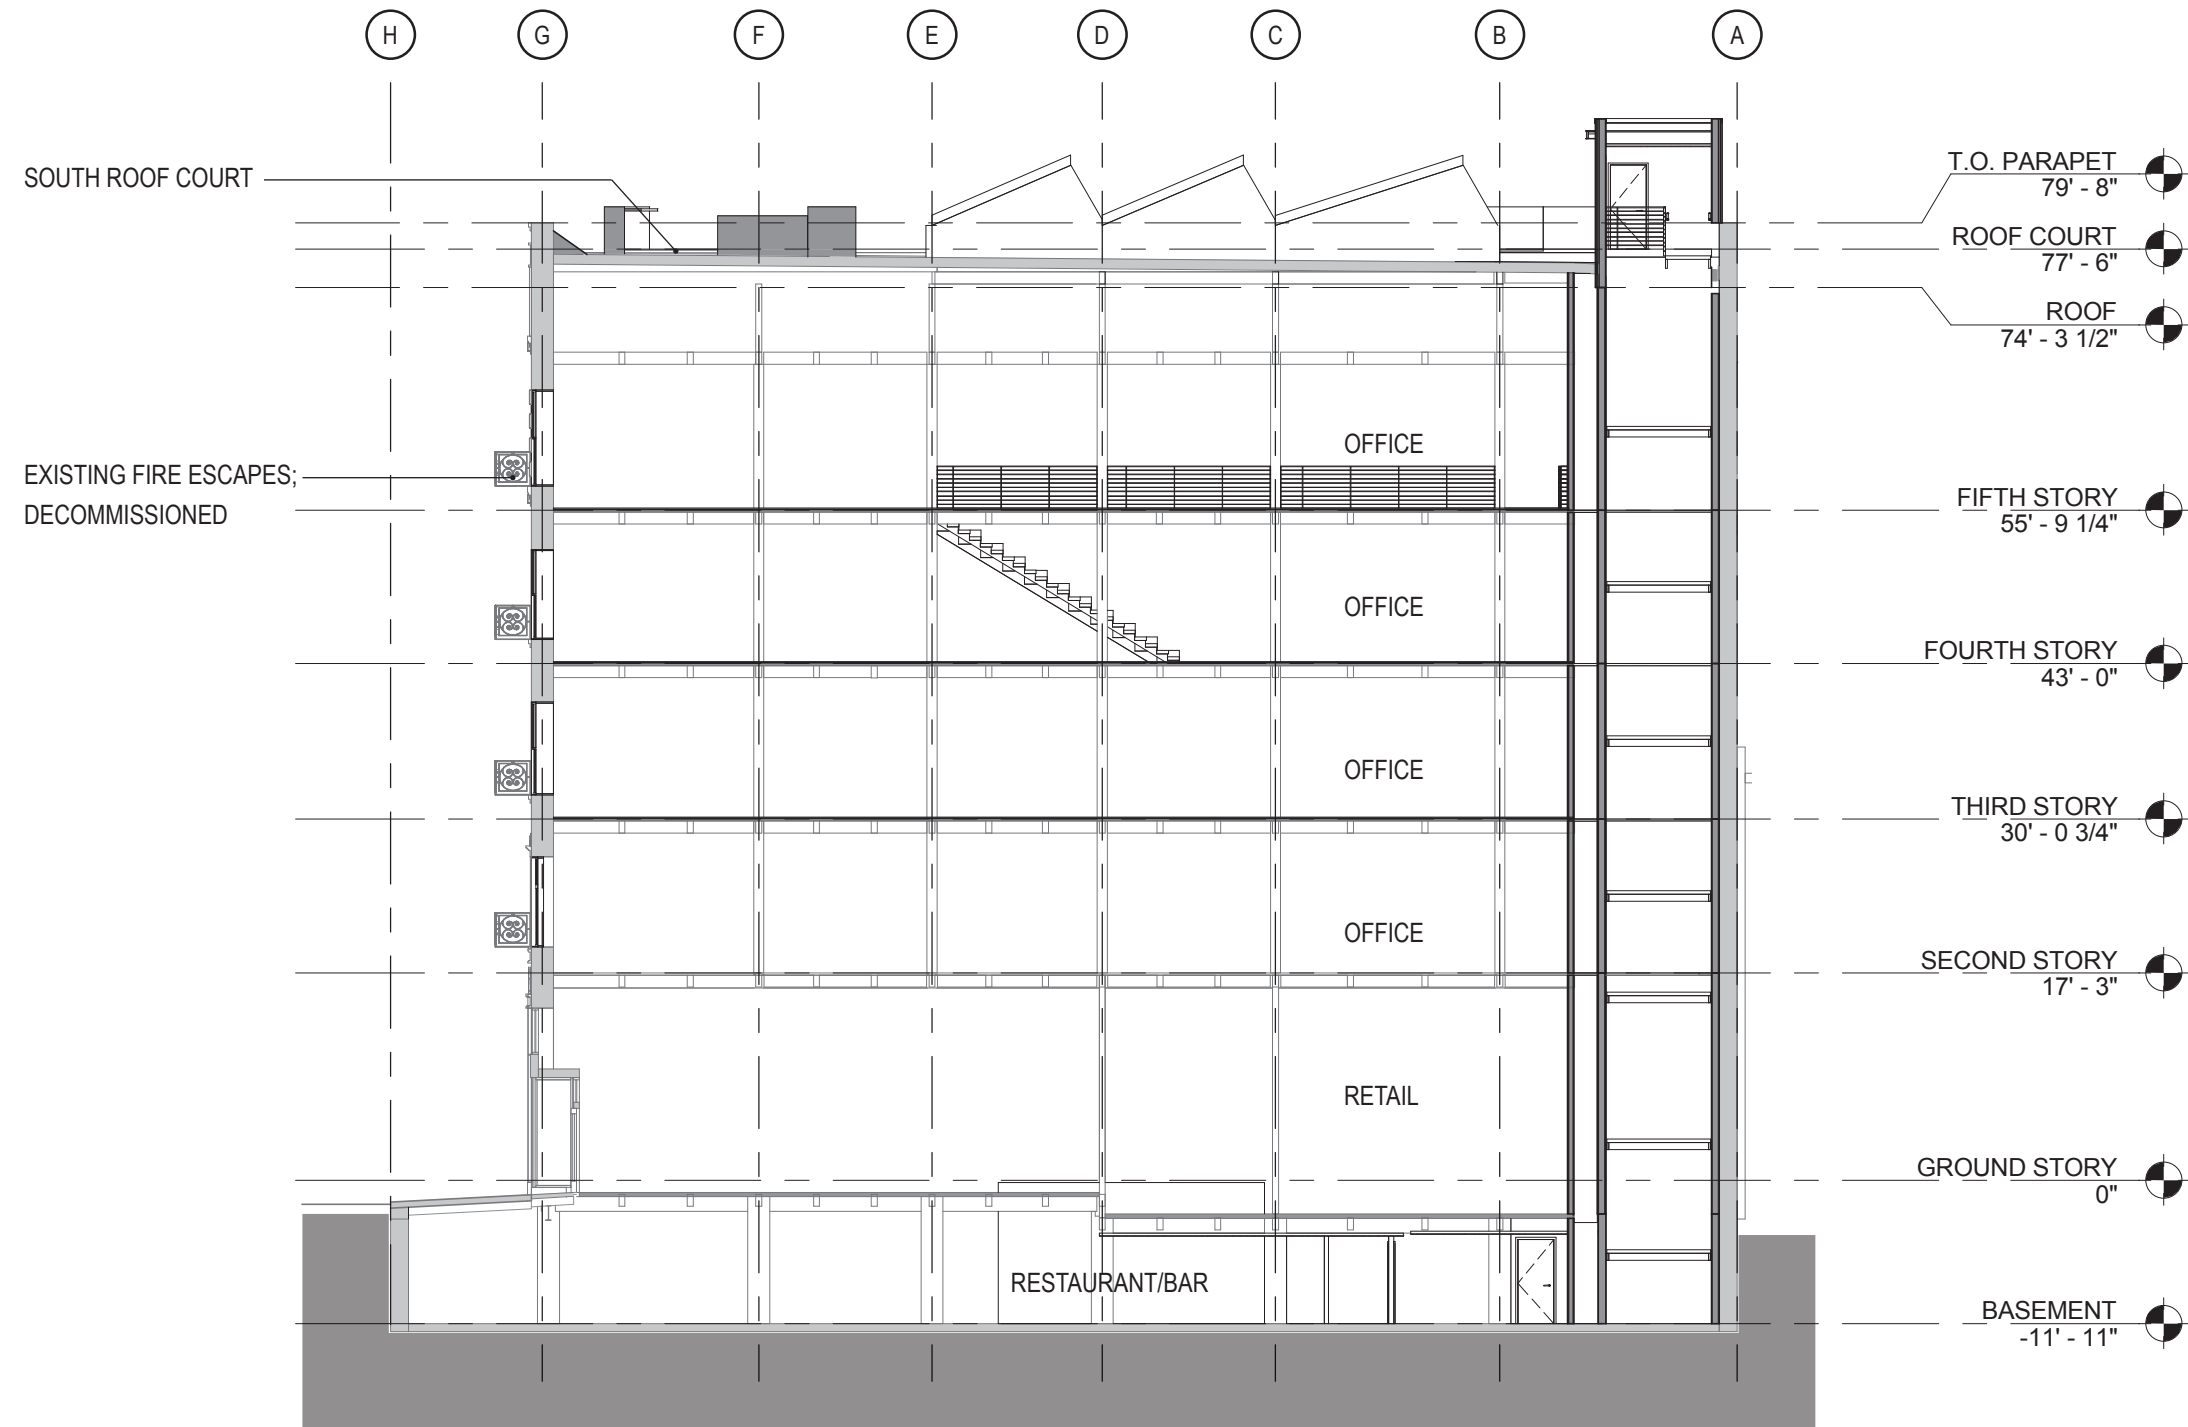 H
G
F
E
D
C
B
A
SOUTH ROOF COURT
T.O. PARAPET
79' - 8"
ROOF COURT
77' - 6"
ROOF
74' - 3 1/2"
OFFICE
EXISTING FIRE ESCAPES;
DECOMMISSIONED
FIFTH STORY
55' - 9 1/4"
OFFICE
FOURTH STORY
43' - 0"
OFFICE
THIRD STORY
30' - 0 3/4"
OFFICE
SECOND STORY
17' - 3"
RETAIL
GROUND STORY
0"
RESTAURANT/BAR
BASEMENT
-11' - 11"